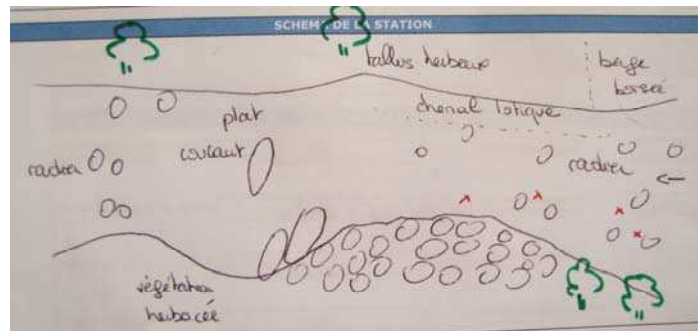 SCHEMA DE LA STATION
talus herbeux
berge
boisée
chenal lotique
plat
courant
radier
radier
végétation
herbacée